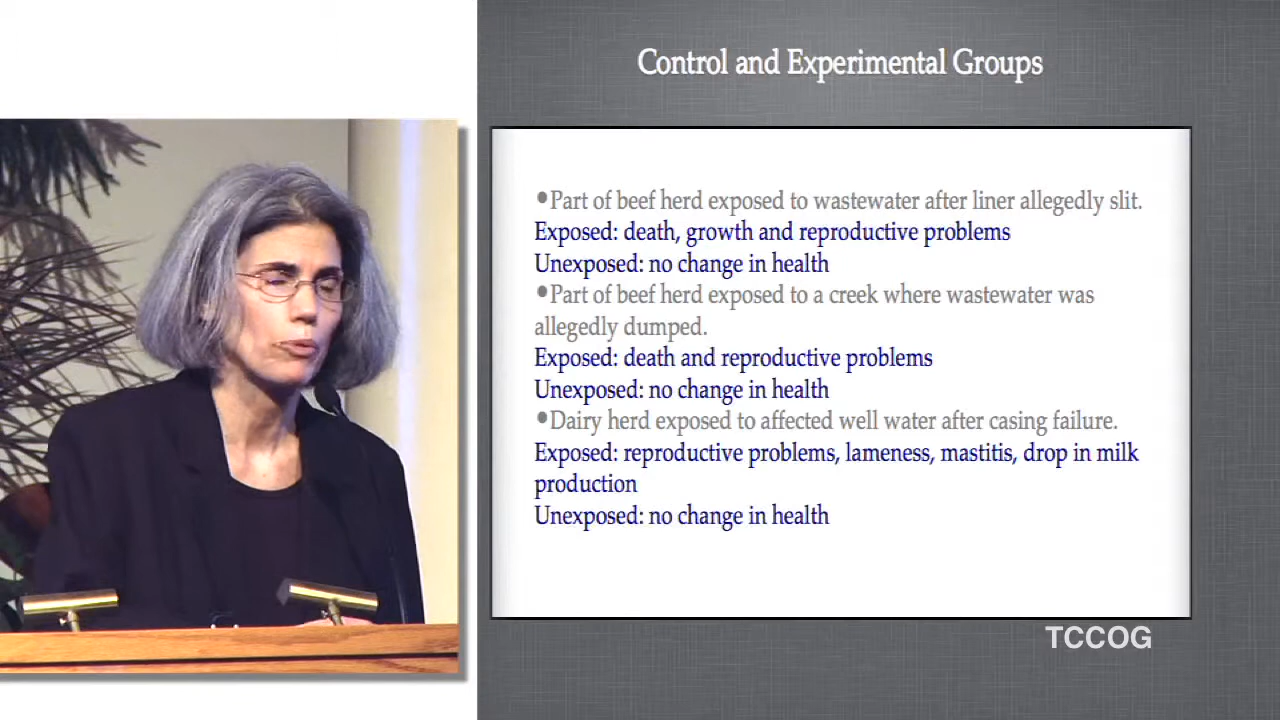 Control and Experimental Groups
•Part of beef herd exposed to wastewater after liner allegedly slit.
Exposed: death, growth and reproductive problems
Unexposed: no change in health
•Part of beef herd exposed to a creek where wastewater was
allegedly dumped.
Exposed: death and reproductive problems
Unexposed: no change in health
•Dairy herd exposed to affected well water after casing failure.
Exposed: reproductive problems, lameness, mastitis, drop in milk
production
Unexposed: no change in health
TCCOG